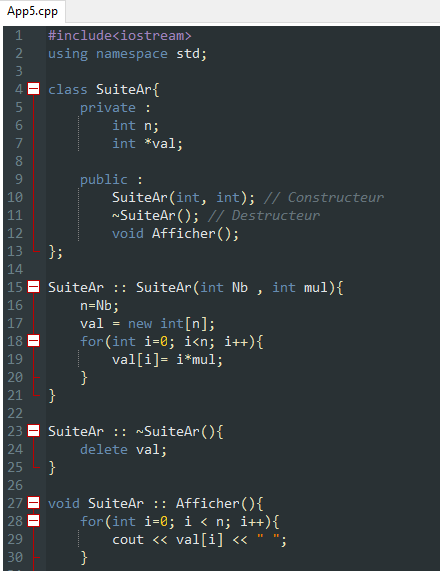 App5.cpp
1 #include<iostream>
2 using namespace std;
3
4 class SuiteAr{
5 private :
6 int n;
7 int *val;
8
9 public :
10 SuiteAr(int, int); // Constructeur
11 ~SuiteAr(); // Destructeur
12 void Afficher();
13 };
14
15 SuiteAr :: SuiteAr(int Nb , int mul){
16 n=Nb;
17 val = new int[n];
18 for(int i=0; i<n; i++){
19 val[i]= i*mul;
20 }
21 }
22
23 SuiteAr :: ~SuiteAr(){
24 delete val;
25 }
26
27 void SuiteAr :: Afficher(){
28 for(int i=0; i < n; i++){
29 cout << val[i] << " ";
30 }